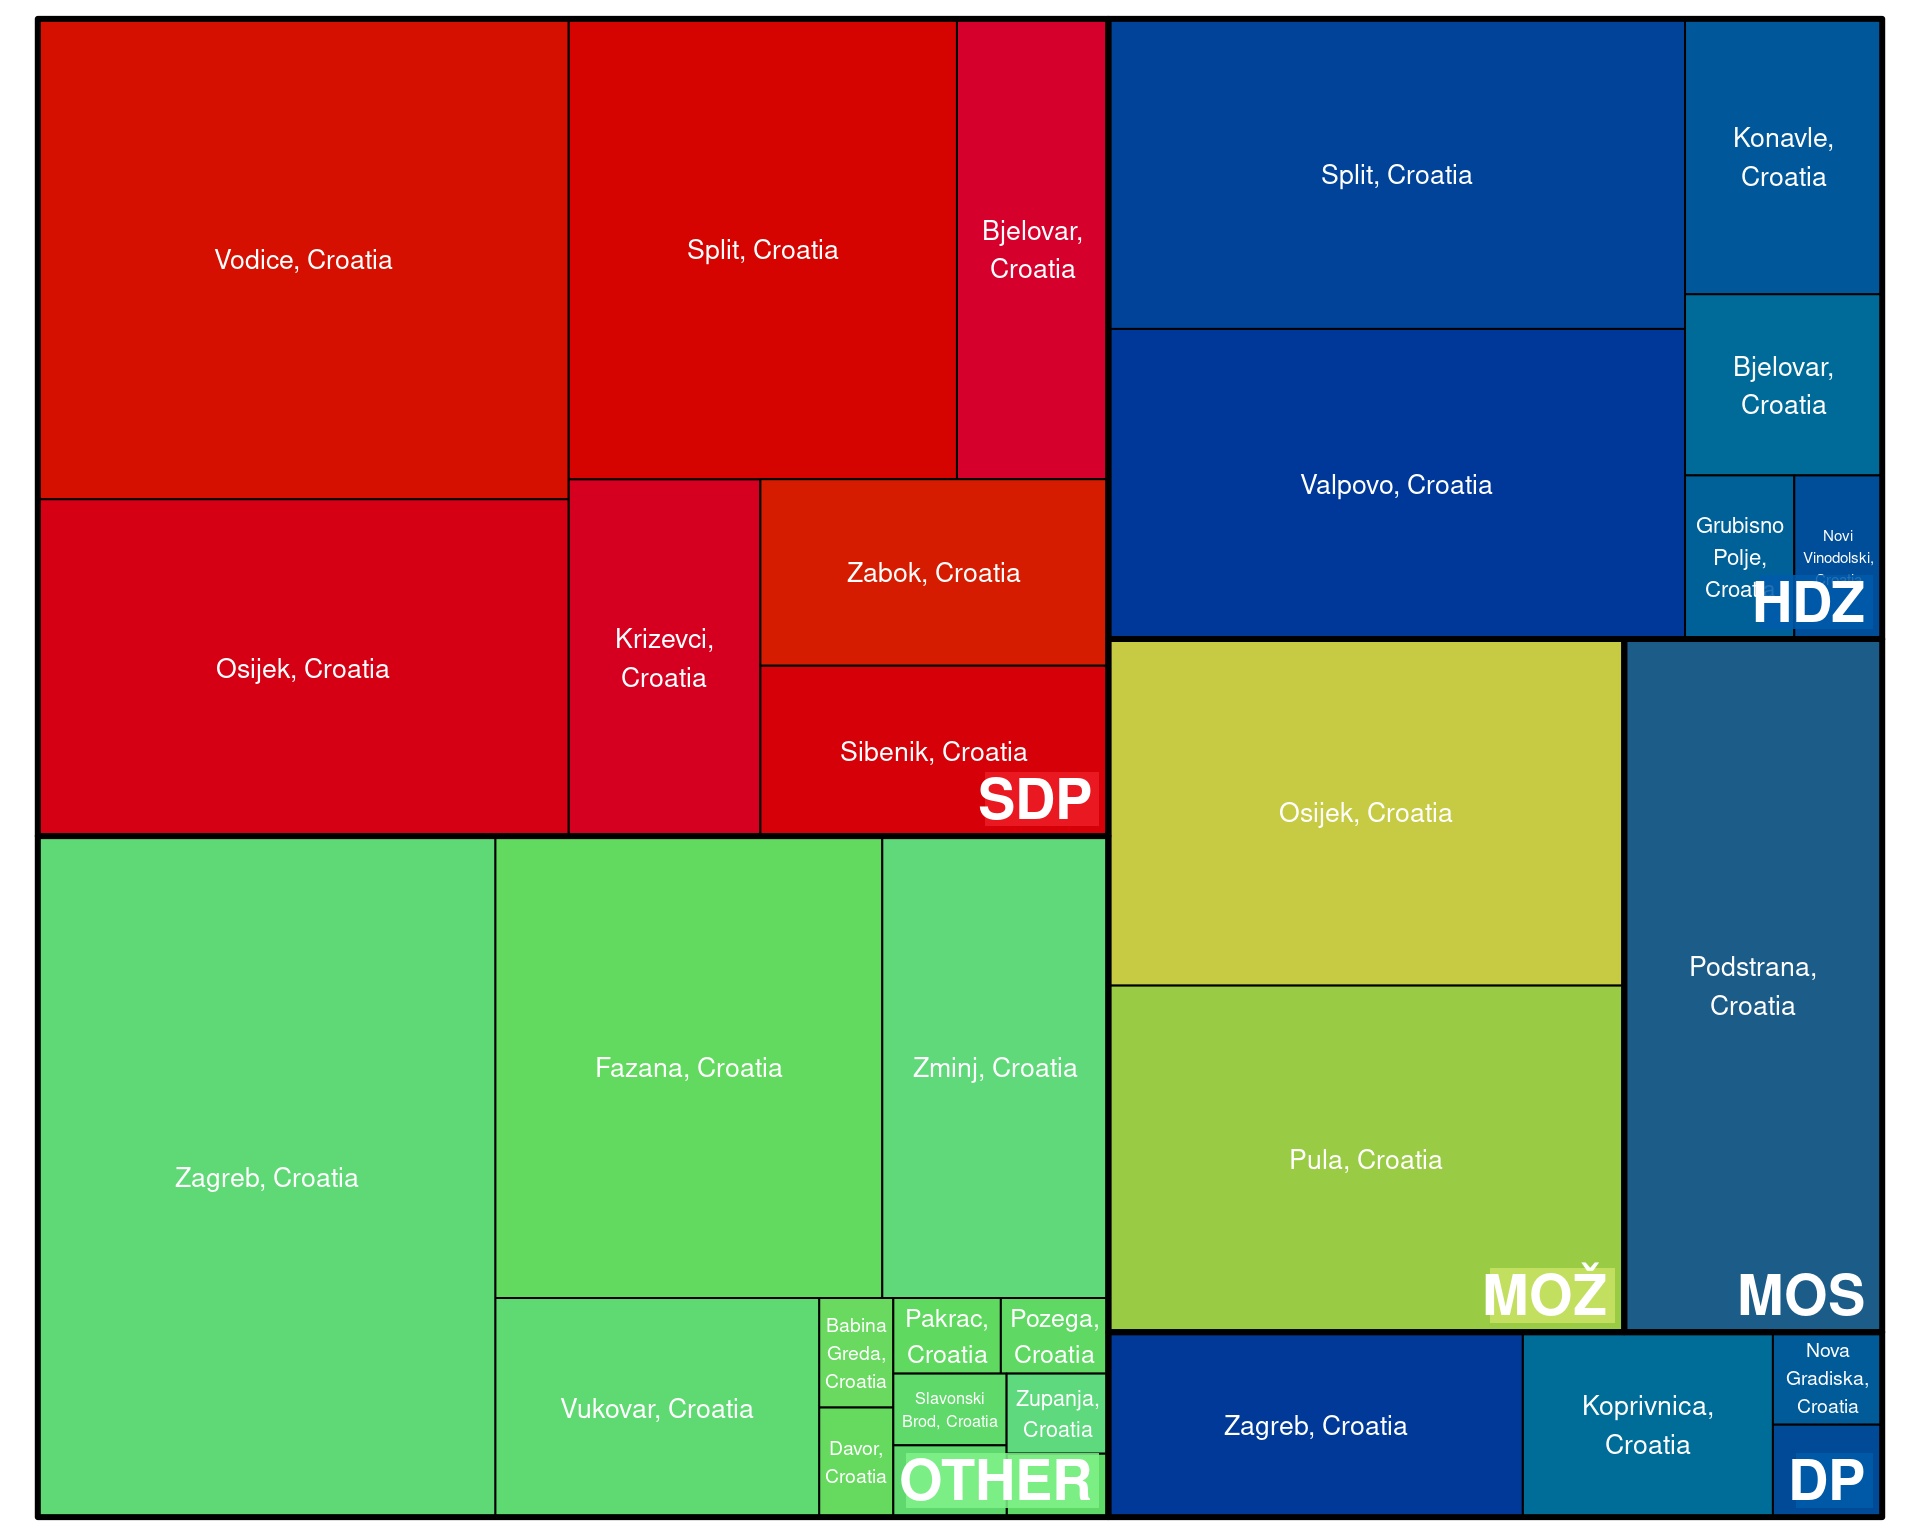 Vodice, Croatia
Split, Croatia
Bjelovar,
Croatia
Osijek, Croatia
Krizevci,
Croatia
Zabok, Croatia
Sibenik, Croatia
SDP
Split, Croatia
Konavle,
Croatia
Valpovo, Croatia
Bjelovar,
Croatia
Grubisno
Polje,
Croatia
Novi
Vinodolski,
Croatia
HDZ
Zagreb, Croatia
Fazana, Croatia
Zminj, Croatia
Vukovar, Croatia
Babina
Greda,
Croatia
Davor,
Croatia
Pakrac,
Croatia
Pozega,
Croatia
Slavonski
Brod, Croatia
Zupanja,
Croatia
OTHER
Osijek, Croatia
Pula, Croatia
MOŽ
Podstrana,
Croatia
MOS
Zagreb, Croatia
Koprivnica,
Croatia
Nova
Gradiska,
Croatia
DP